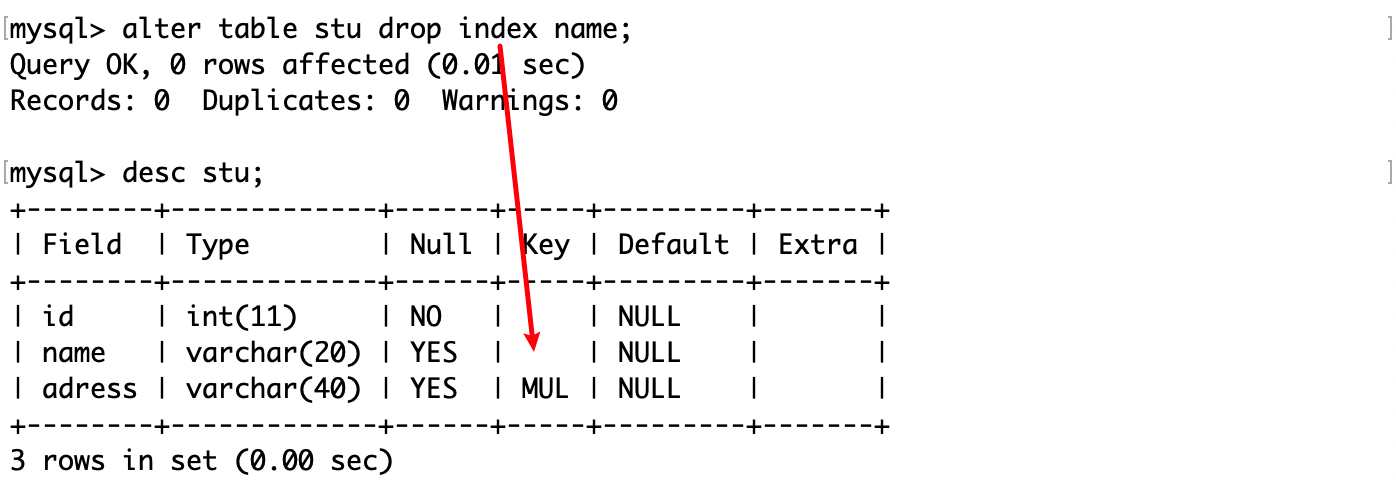 [mysql> alter table stu drop index name; ]
Query OK, 0 rows affected (0.01 sec)
Records: 0  Duplicates: 0  Warnings: 0
[mysql> desc stu; ]
+---------+-------------+------+-----+---------+-------+
| Field  | Type        | Null | Key | Default | Extra |
+---------+-------------+------+-----+---------+-------+
| id     | int(11)     | NO   |     | NULL    |       |
| name   | varchar(20) | YES  |     | NULL    |       |
| adress | varchar(40) | YES  | MUL | NULL    |       |
+---------+-------------+------+-----+---------+-------+
3 rows in set (0.00 sec)